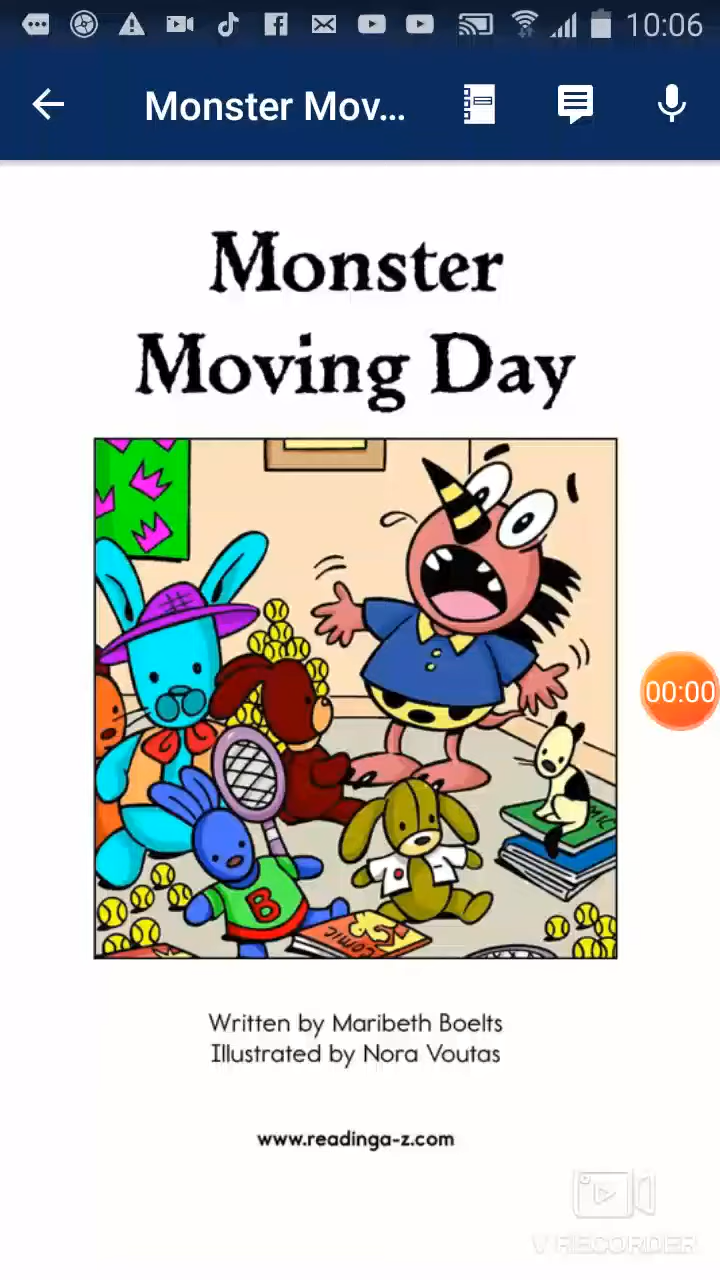 10:06
Monster Mov...
Monster
Moving Day
B
COMIC
00:00
Written by Maribeth Boelts
Illustrated by Nora Voutas
www.readinga-z.com
V RECORDER